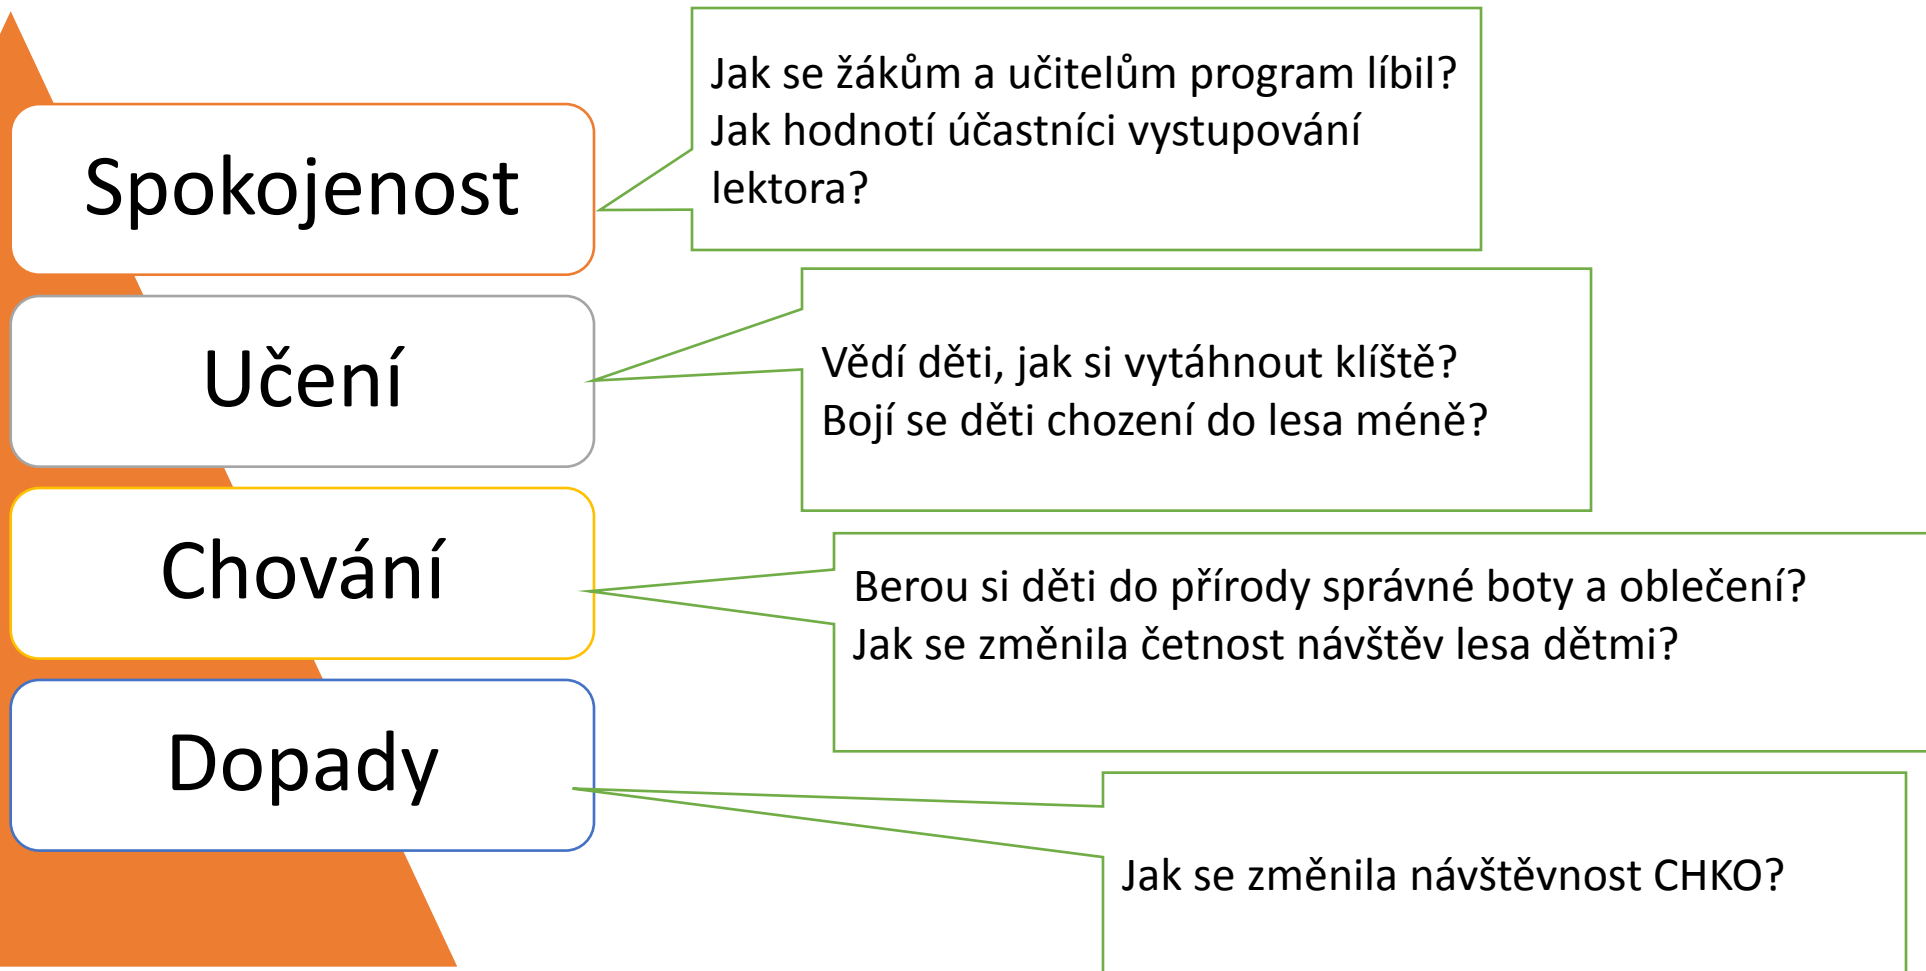 Spokojenost
Jak se žákům a učitelům program líbil?
Jak hodnotí účastníci vystupování
lektora?
Učení
Vědí děti, jak si vytáhnout klíště?
Bojí se děti chození do lesa méně?
Chování
Berou si děti do přírody správné boty a oblečení?
Jak se změnila četnost návštěv lesa dětmi?
Dopady
Jak se změnila návštěvnost CHKO?